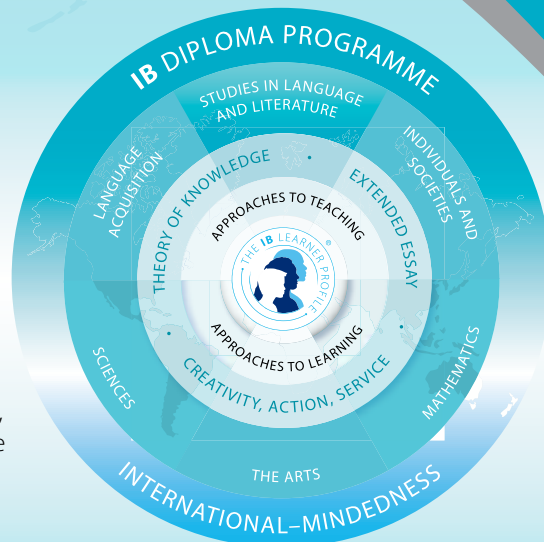 IB DIPLOMA PROGRAMME
STUDIES IN LANGUAGE
AND LITERATURE
LANGUAGE
ACQUISITION
INDIVIDUALS AND
SOCIETIES
THEORY OF KNOWLEDGE
EXTENDED ESSAY
APPROACHES TO TEACHING
THE IB LEARNER PROFILE
®
APPROACHES TO LEARNING
CREATIVITY, ACTION, SERVICE
SCIENCES
MATHEMATICS
THE ARTS
INTERNATIONAL–MINDEDNESS